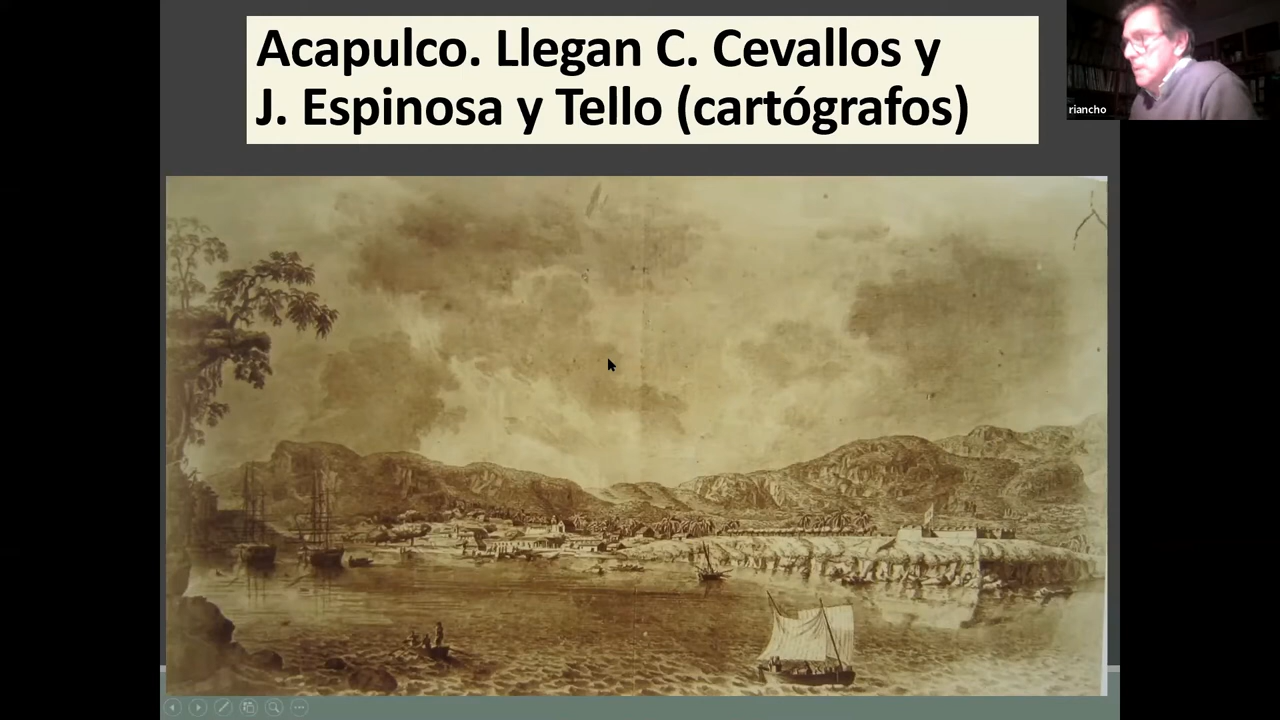 Acapulco. Llegan C. Cevallos y
J. Espinosa y Tello (cartógrafos)
riancho